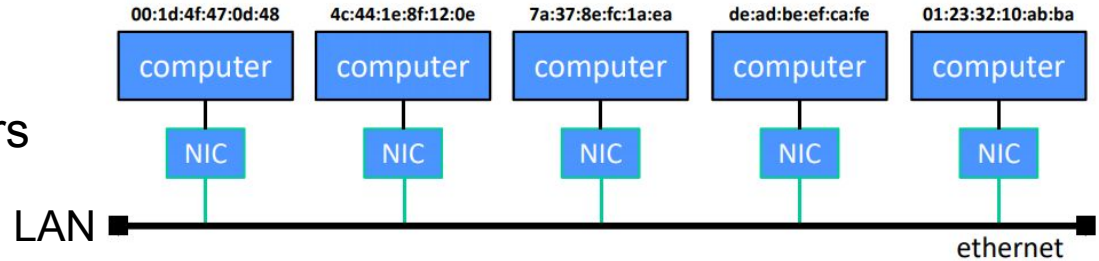 00:1d:4f:47:0d:48 4c:44:1e:8f:12:0e 7a:37:8e:fc:1a:ea de:ad:be:ef:ca:fe 01:23:32:10:ab:ba
computer computer computer computer computer
rs
NIC NIC NIC NIC NIC
LAN
ethernet